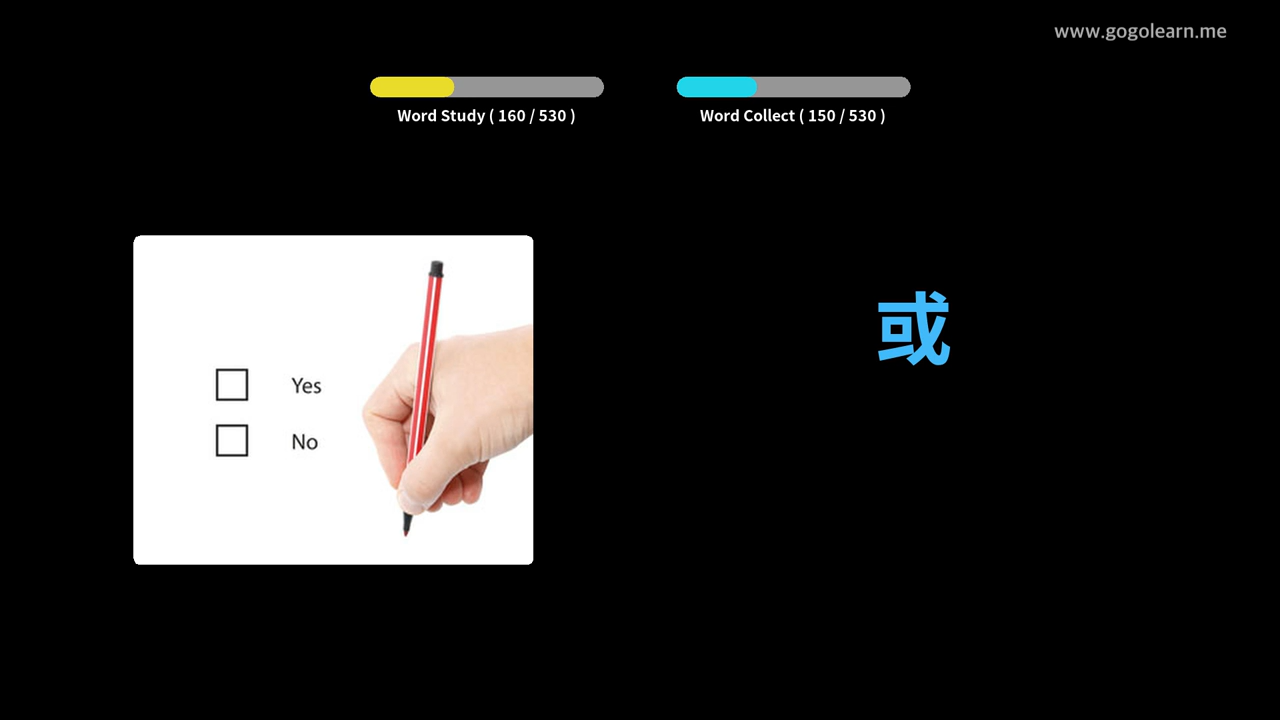 www.gogolearn.me
Word Study ( 160 / 530 )
Word Collect ( 150 / 530 )
Yes
No
或